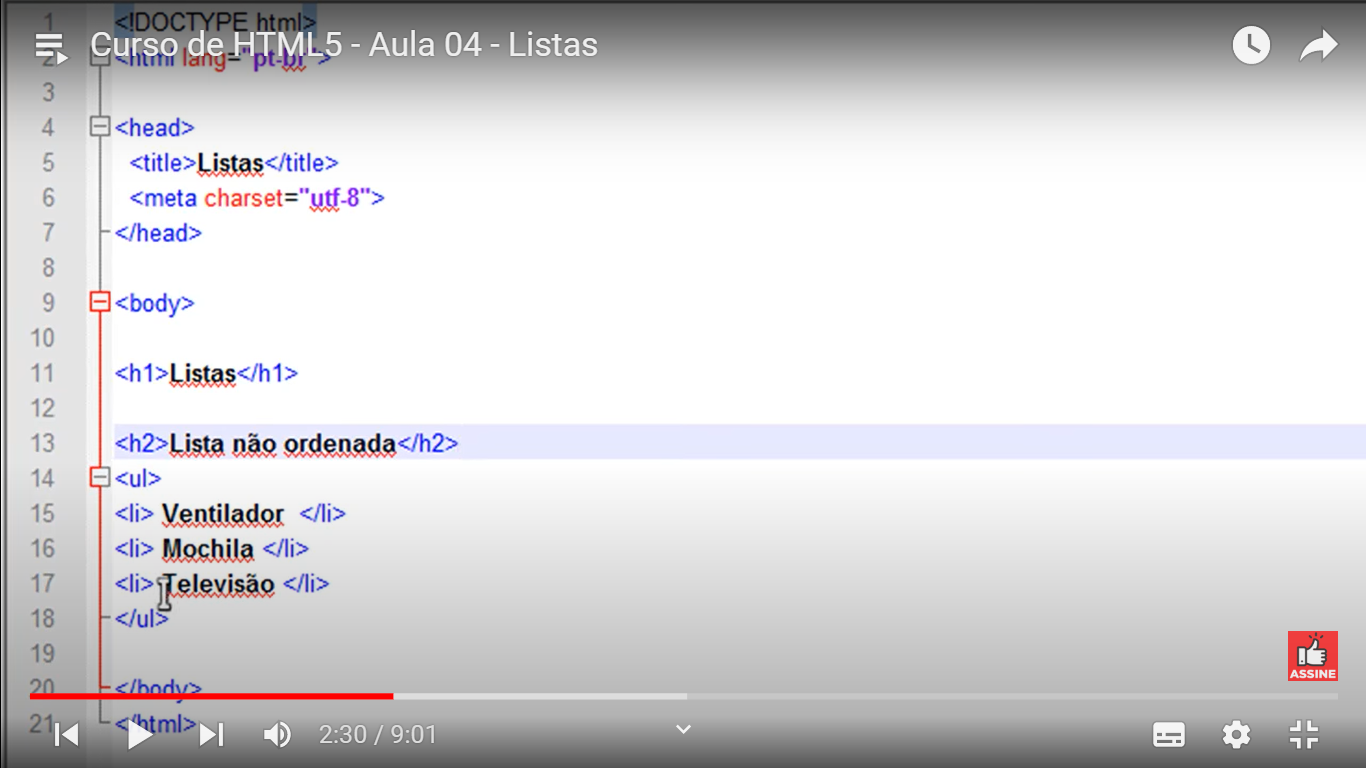 Curso de HTML5 - Aula 04 - Listas
1 <!DOCTYPE html>
2 <html lang="pt-br">
3
4 <head>
5 <title>Listas</title>
6 <meta charset="utf-8">
7 </head>
8
9 <body>
10
11 <h1>Listas</h1>
12
13 <h2>Lista não ordenada</h2>
14 <ul>
15 <li> Ventilador </li>
16 <li> Mochila </li>
17 <li> Televisão </li>
18 </ul>
19
20 </body>
21 </html>
ASSINE
2:30 / 9:01